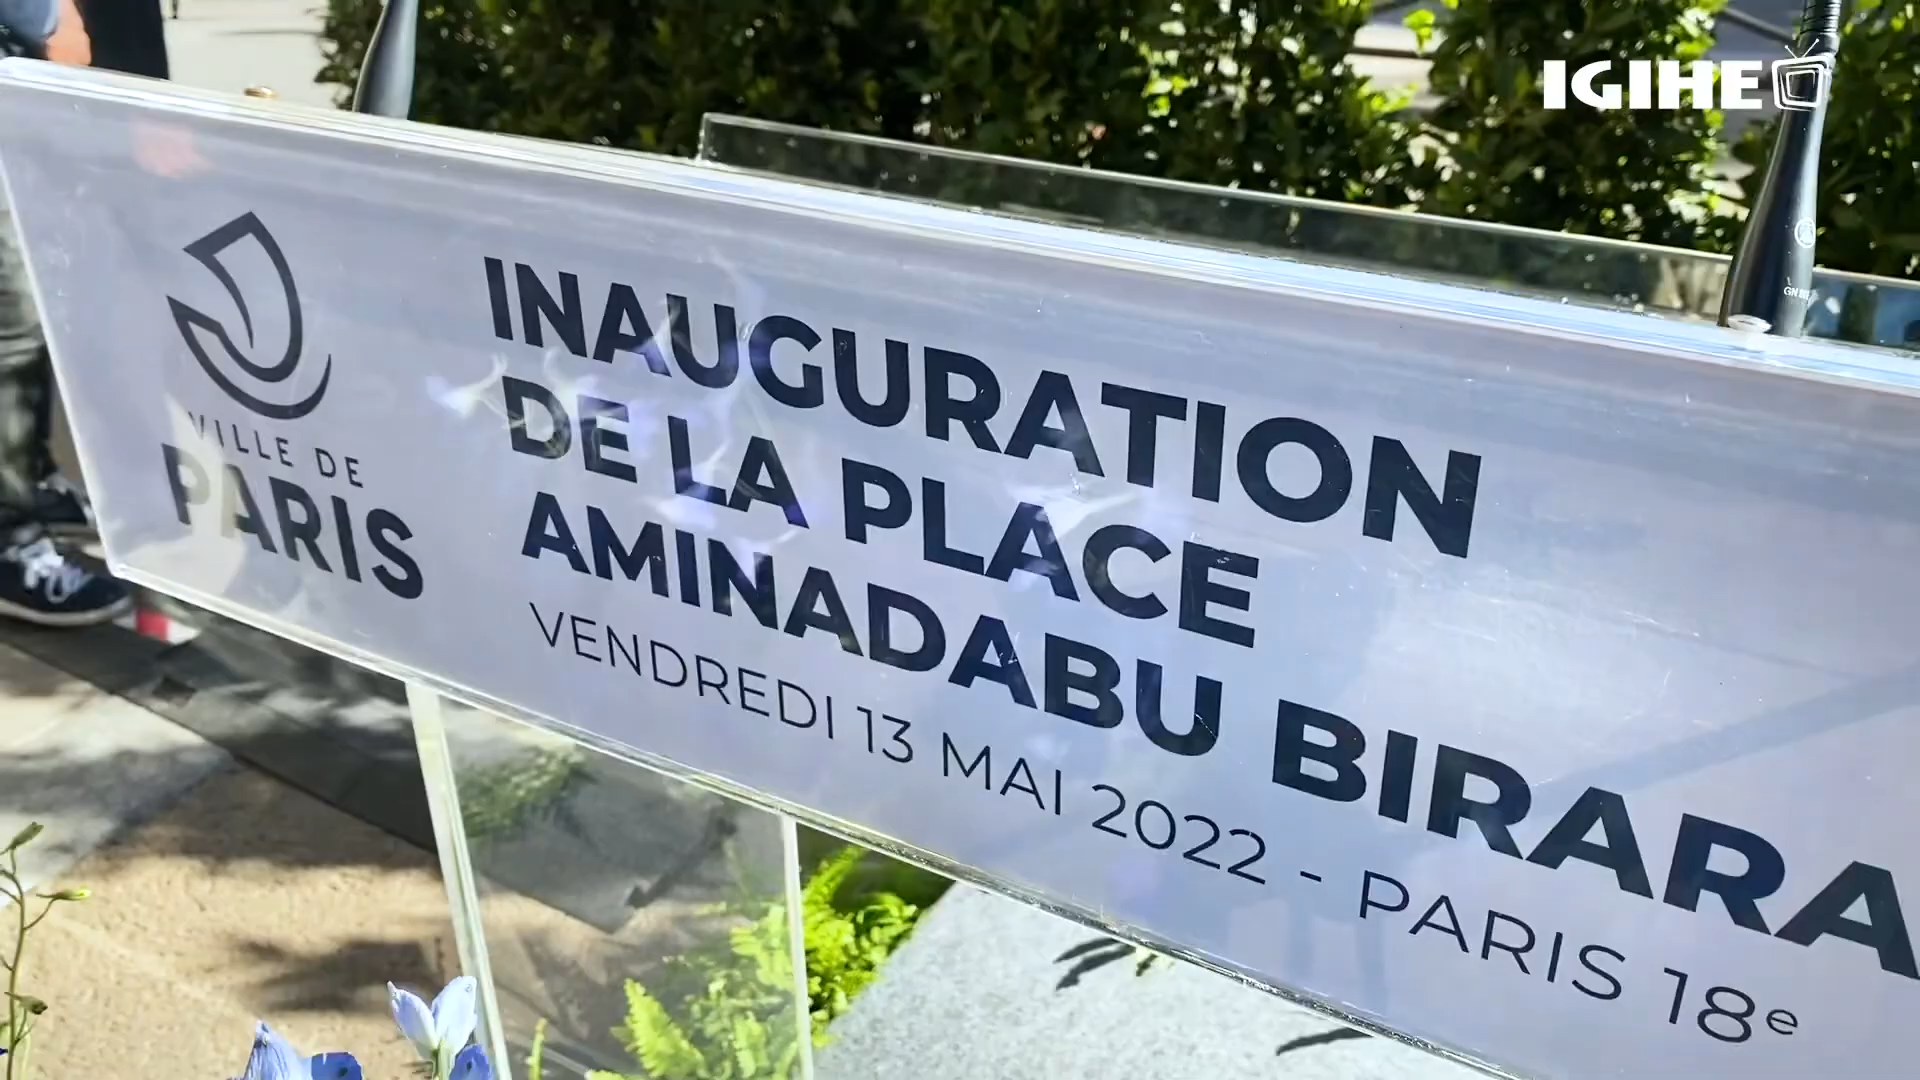 IGIHE
VILLE DE
PARIS
INAUGURATION
DE LA PLACE
AMINADABU BIRARA
VENDREDI 13 MAI 2022 - PARIS 18e